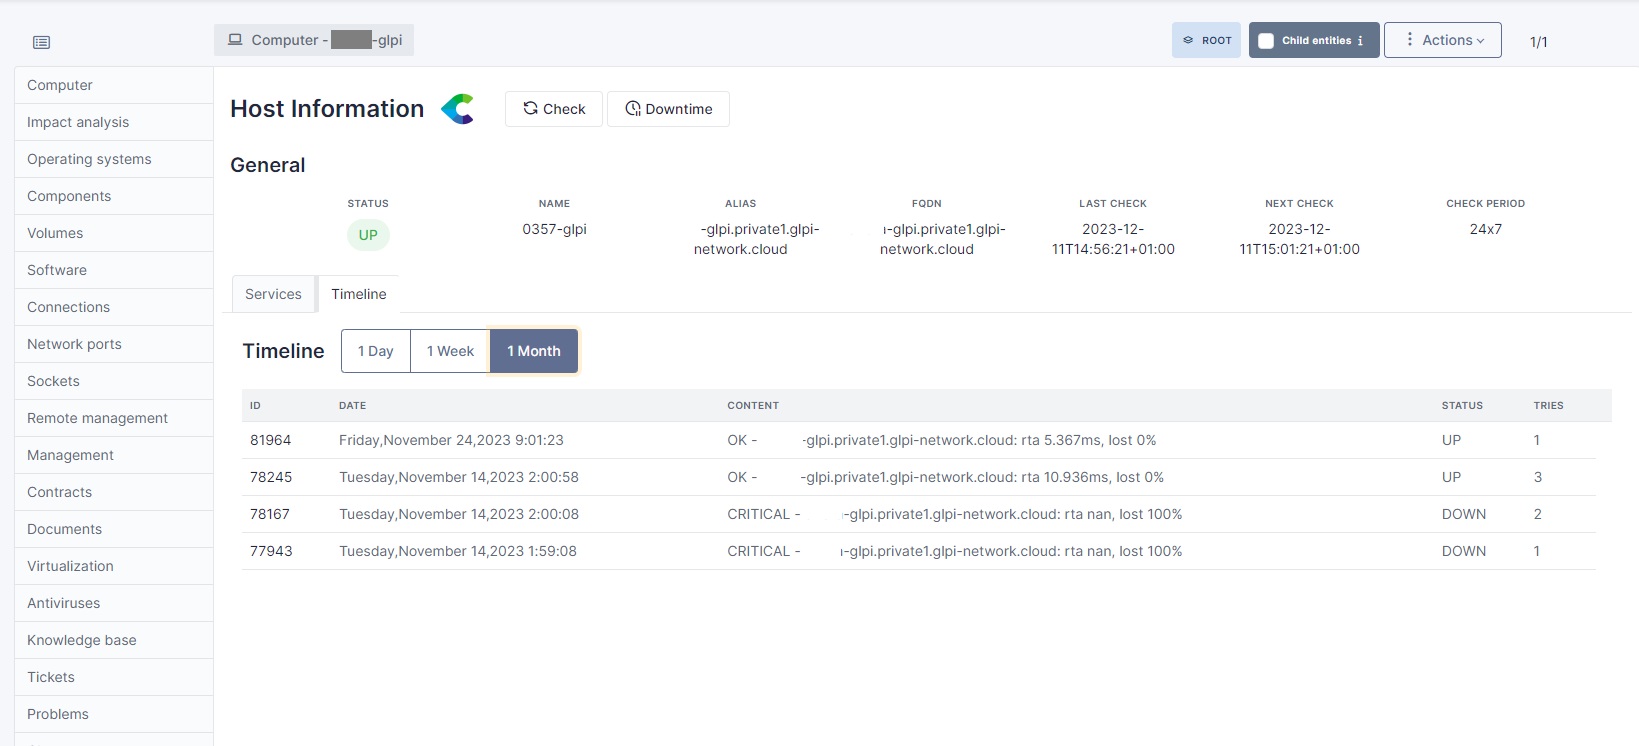 Computer - -glpi
ROOT
Child entities i
Actions
1/1
Computer
Impact analysis
Operating systems
Components
Volumes
Software
Connections
Network ports
Sockets
Remote management
Management
Contracts
Documents
Virtualization
Antiviruses
Knowledge base
Tickets
Problems
Host Information
Check
Downtime
General
STATUS NAME ALIAS FQDN LAST CHECK NEXT CHECK CHECK PERIOD
UP
0357-glpi
-glpi.private1.glpi-
network.cloud
-glpi.private1.glpi-
network.cloud
2023-12-
11T14:56:21+01:00
2023-12-
11T15:01:21+01:00
24x7
Services
Timeline
Timeline
1 Day
1 Week
1 Month
ID DATE CONTENT STATUS TRIES
81964 Friday,November 24,2023 9:01:23 OK - -glpi.private1.glpi-network.cloud: rta 5.367ms, lost 0% UP 1
78245 Tuesday,November 14,2023 2:00:58 OK - -glpi.private1.glpi-network.cloud: rta 10.936ms, lost 0% UP 3
78167 Tuesday,November 14,2023 2:00:08 CRITICAL - -glpi.private1.glpi-network.cloud: rta nan, lost 100% DOWN 2
77943 Tuesday,November 14,2023 1:59:08 CRITICAL - -glpi.private1.glpi-network.cloud: rta nan, lost 100% DOWN 1